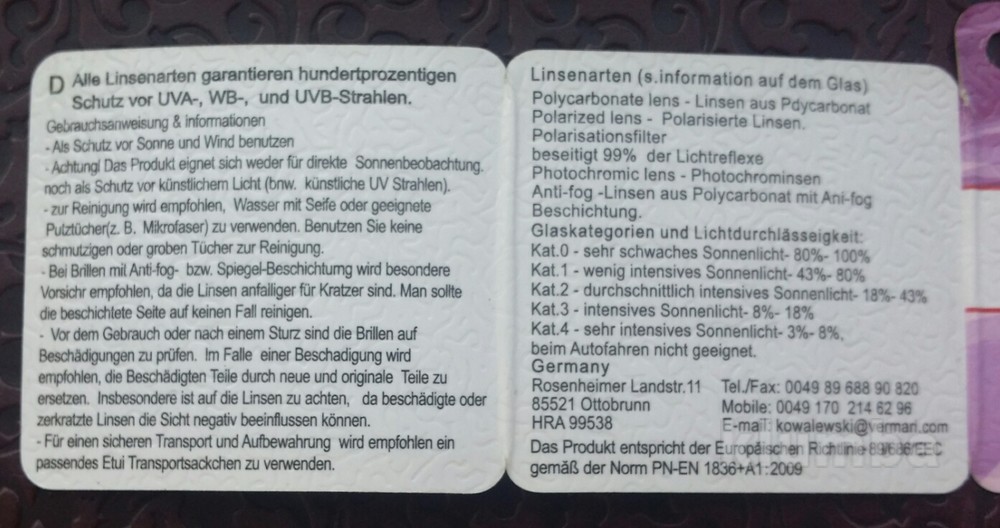 D Alle Linsenarten garantieren hundertprozentigen
Schutz vor UVA-, WB-, und UVB-Strahlen.
Gebrauchsanweisung & informationen
- Als Schutz vor Sonne und Wind benutzen
- Achtung! Das Produkt eignet sich weder für direkte Sonnenbeobachtung,
noch als Schutz vor künstlichem Licht (bnw. künstliche UV Strahlen).
- zur Reinigung wird empfohlen, Wasser mit Seife oder geeignete
Pulztücher(z. B. Mikrofaser) zu verwenden. Benutzen Sie keine
schmutzigen oder groben Tücher zur Reinigung.
- Bei Brillen mit Anti-fog- bzw. Spiegel-Beschichtung wird besondere
Vorsichr empfohlen, da die Linsen anfalliger für Kratzer sind. Man sollte
die beschichtete Seite auf keinen Fall reinigen.
- Vor dem Gebrauch oder nach einem Sturz sind die Brillen auf
Beschädigungen zu prüfen. Im Falle einer Beschadigung wird
empfohlen, die Beschädigten Teile durch neue und originale Teile zu
ersetzen. Insbesondere ist auf die Linsen zu achten, da beschädigte oder
zerkratzte Linsen die Sicht negativ beeinflussen können.
- Für einen sicheren Transport und Aufbewahrung wird empfohlen ein
passendes Etui Transportsackchen zu verwenden.
Linsenarten (s.information auf dem Glas)
Polycarbonate lens - Linsen aus Pdycarbonat
Polarized lens - Polarisierte Linsen.
Polarisationsfilter
beseitigt 99% der Lichtreflexe
Photochromic lens - Photochrominsen
Anti-fog -Linsen aus Polycarbonat mit Ani-fog
Beschichtung.
Glaskategorien und Lichtdurchlässeigkeit:
Kat.0 - sehr schwaches Sonnenlicht- 80%- 100%
Kat.1 - wenig intensives Sonnenlicht- 43%- 80%
Kat.2 - durchschnittlich intensives Sonnenlicht- 18%- 43%
Kat.3 - intensives Sonnenlicht- 8%- 18%
Kat.4 - sehr intensives Sonnenlicht- 3%- 8%,
beim Autofahren nicht geeignet.
Germany
Rosenheimer Landstr.11 Tel./Fax: 0049 89 688 90 820
85521 Ottobrunn Mobile: 0049 170 214 62 96
HRA 99538 E-mail: kowalewski@varmari.com
Das Produkt entspricht der Europäischen Richtlinie 89/686/EEC
gemäß der Norm PN-EN 1836+A1:2009